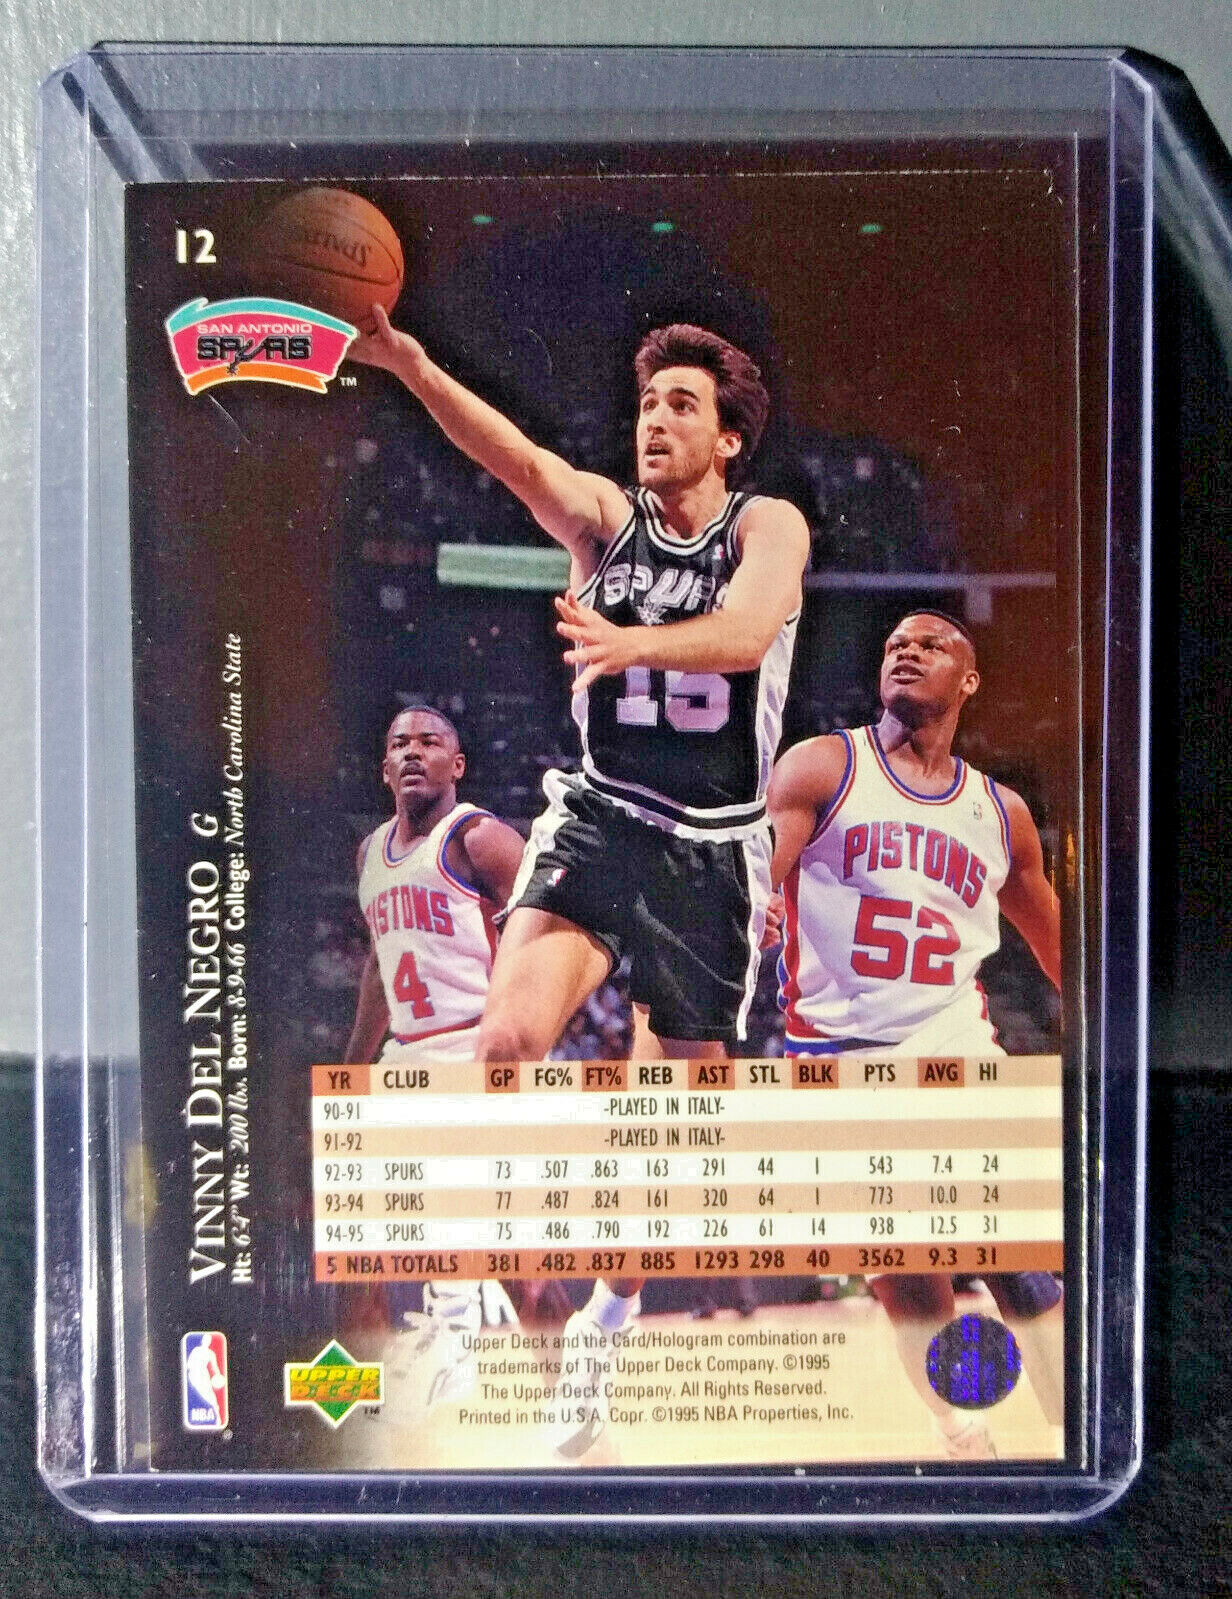 12
SPALDING
SAN ANTONIO
SPURS
TM
SPURS
15
PISTONS
4
PISTONS
52
VINNY DEL NEGRO G
Ht: 6-4" Wt: 200 lbs. Born: 8-9-66 College: North Carolina State
YR CLUB GP FG% FT% REB AST STL BLK PTS AVG HI
90-91 -PLAYED IN ITALY-
91-92 -PLAYED IN ITALY-
92-93 SPURS 73 .507 .863 163 291 44 1 543 7.4 24
93-94 SPURS 77 .487 .824 161 320 64 1 773 10.0 24
94-95 SPURS 75 .486 .790 192 226 61 14 938 12.5 31
5 NBA TOTALS 381 .482 .837 885 1293 298 40 3562 9.3 31
NBA
®
UPPER
DECK
TM
Upper Deck and the Card/Hologram combination are
trademarks of The Upper Deck Company. ©1995
The Upper Deck Company. All Rights Reserved.
Printed in the U.S.A. Copr. ©1995 NBA Properties, Inc.